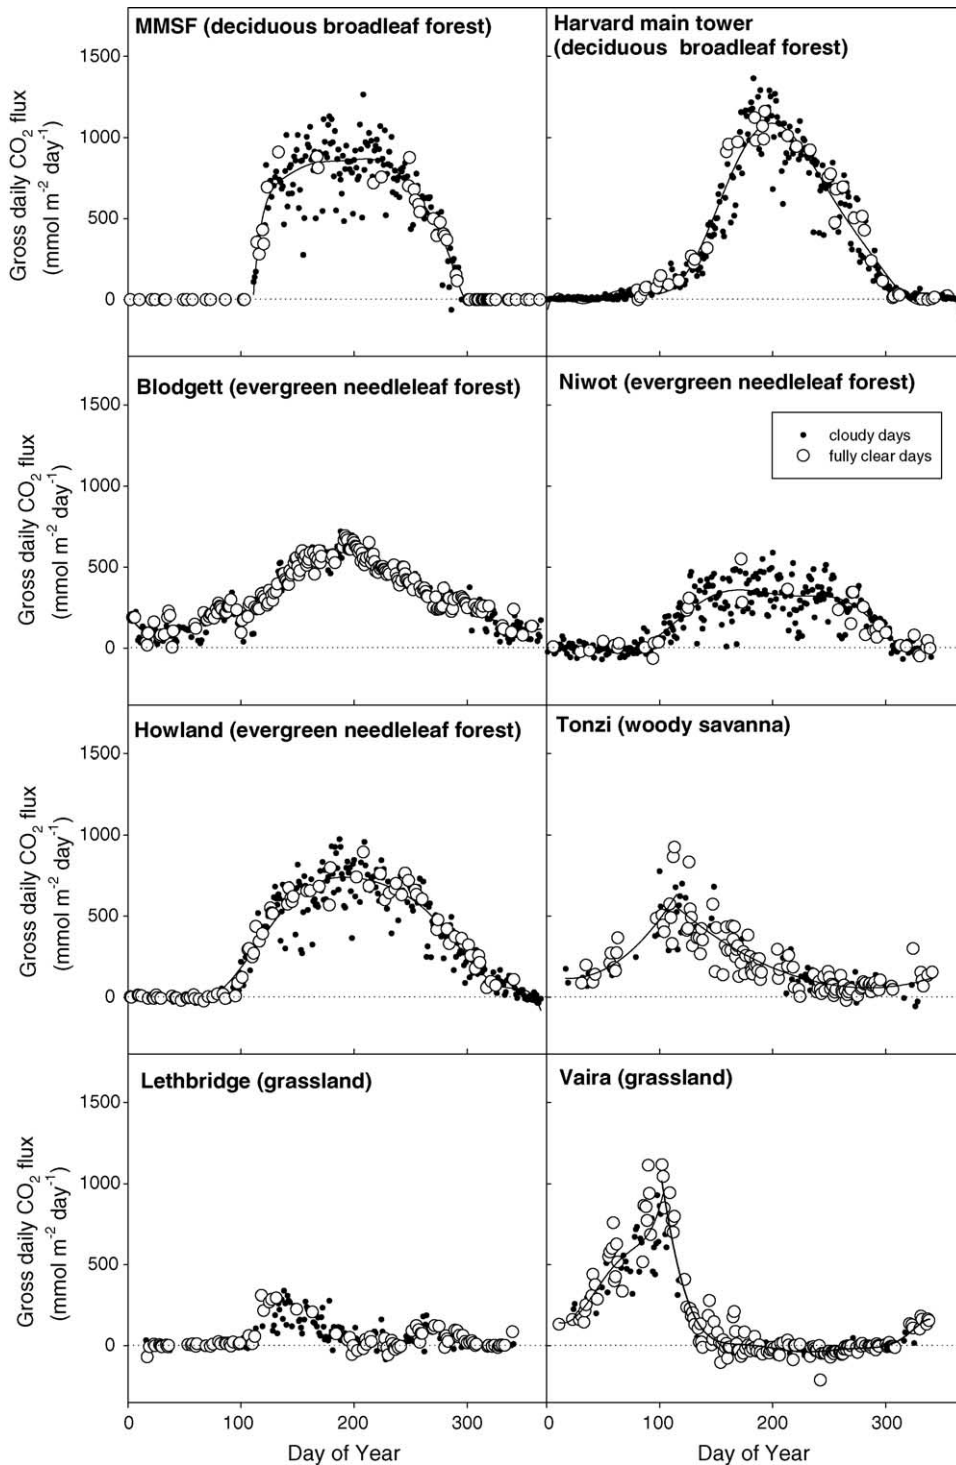 MMSF (deciduous broadleaf forest)
Harvard main tower
(deciduous broadleaf forest)
Gross daily CO2 flux
(mmol m-2 day-1)
1500
1000
500
0
Blodgett (evergreen needleleaf forest)
Niwot (evergreen needleleaf forest)
cloudy days
fully clear days
Gross daily CO2 flux
(mmol m-2 day-1)
1500
1000
500
0
Howland (evergreen needleleaf forest)
Tonzi (woody savanna)
Gross daily CO2 flux
(mmol m-2 day-1)
1500
1000
500
0
Lethbridge (grassland)
Vaira (grassland)
Gross daily CO2 flux
(mmol m-2 day-1)
1500
1000
500
0
0 100 200 300 0 100 200 300
Day of Year Day of Year